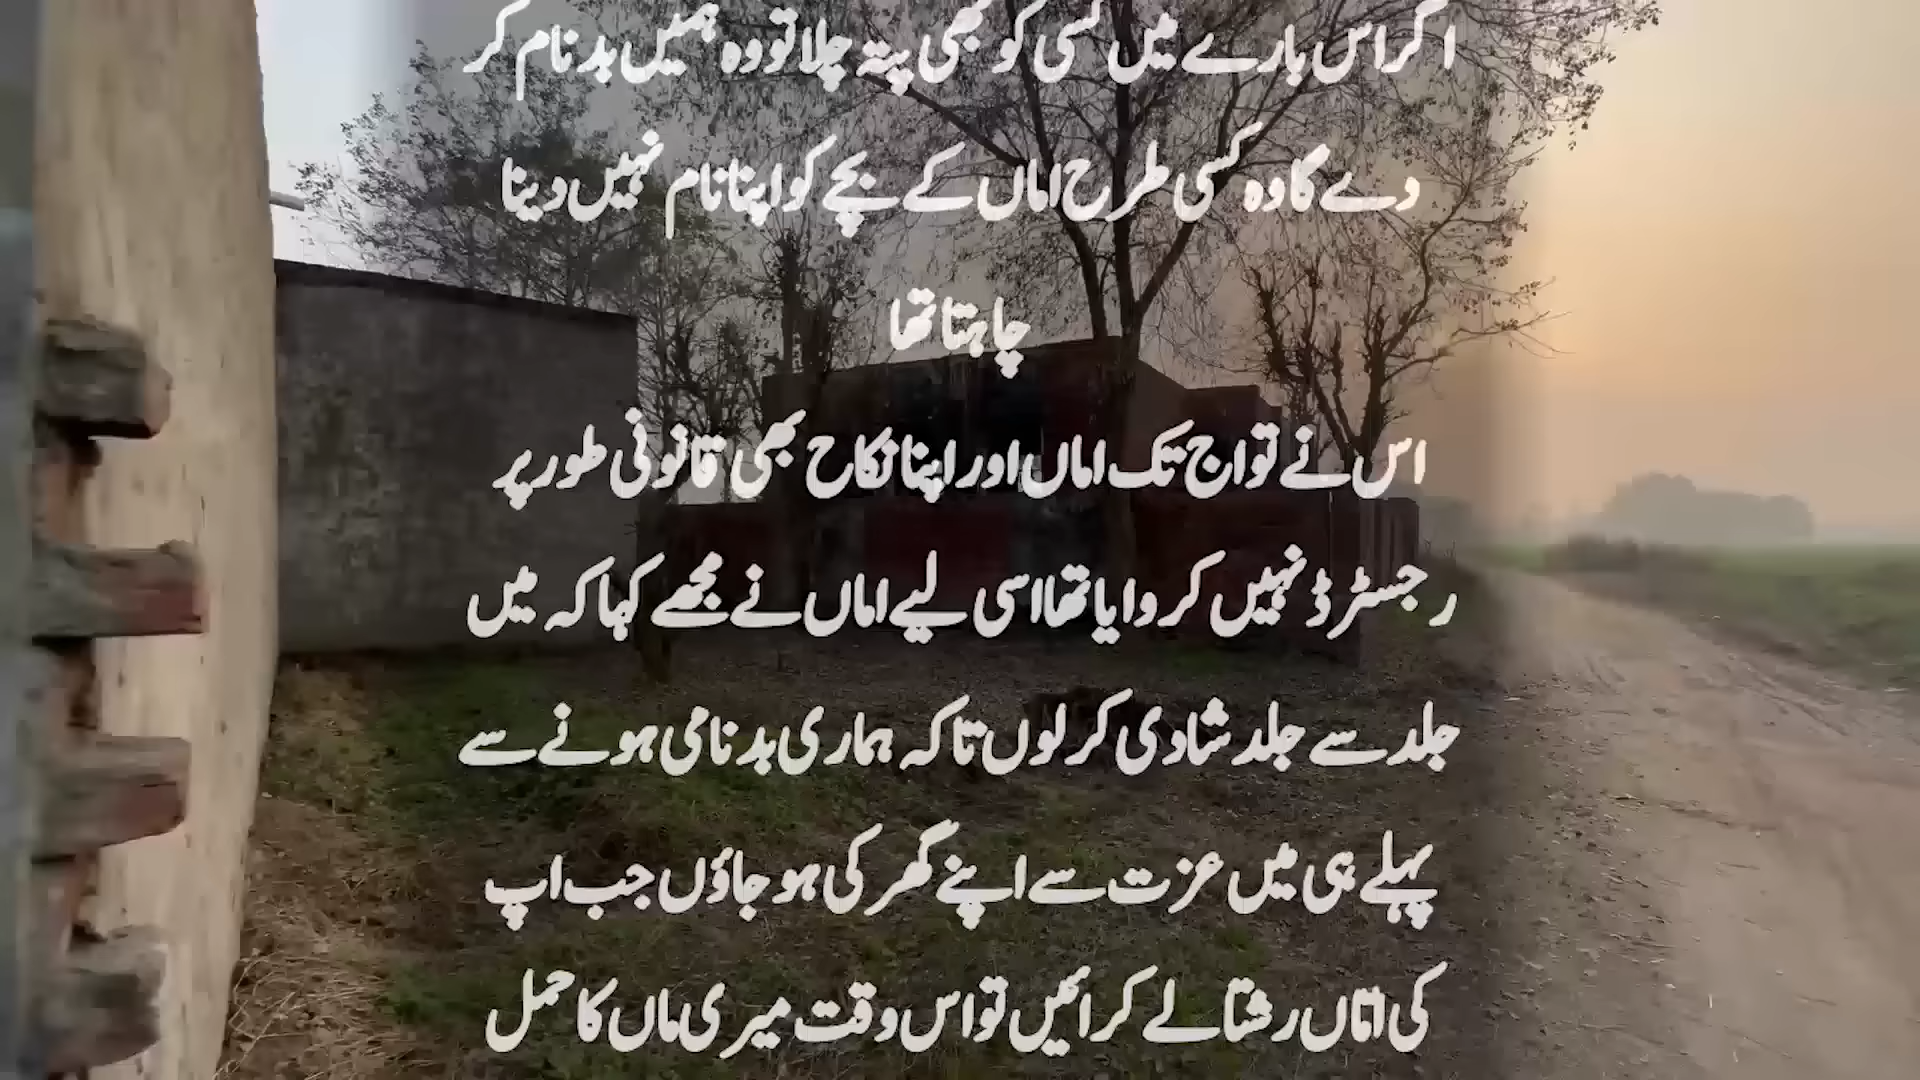 اگر اس بارے میں کسی کو بھی پتہ چلا تو وہ ہمیں بدنام کر
دے گا وہ کسی طرح اماں کے بچے کو اپنا نام نہیں دینا
چاہتا تھا
اس نے تو اج تک اماں اور اپنا نکاح بھی قانونی طور پر
رجسٹرڈ نہیں کروایا تھا اسی لیے اماں نے مجھے کہا کہ میں
جلد سے جلد شادی کر لوں تاکہ ہماری بدنامی ہونے سے
پہلے ہی میں عزت سے اپنے گھر کی ہو جاؤں جب اپ
کی اماں رشتا لے کر ائیں تو اس وقت میری ماں کا حمل